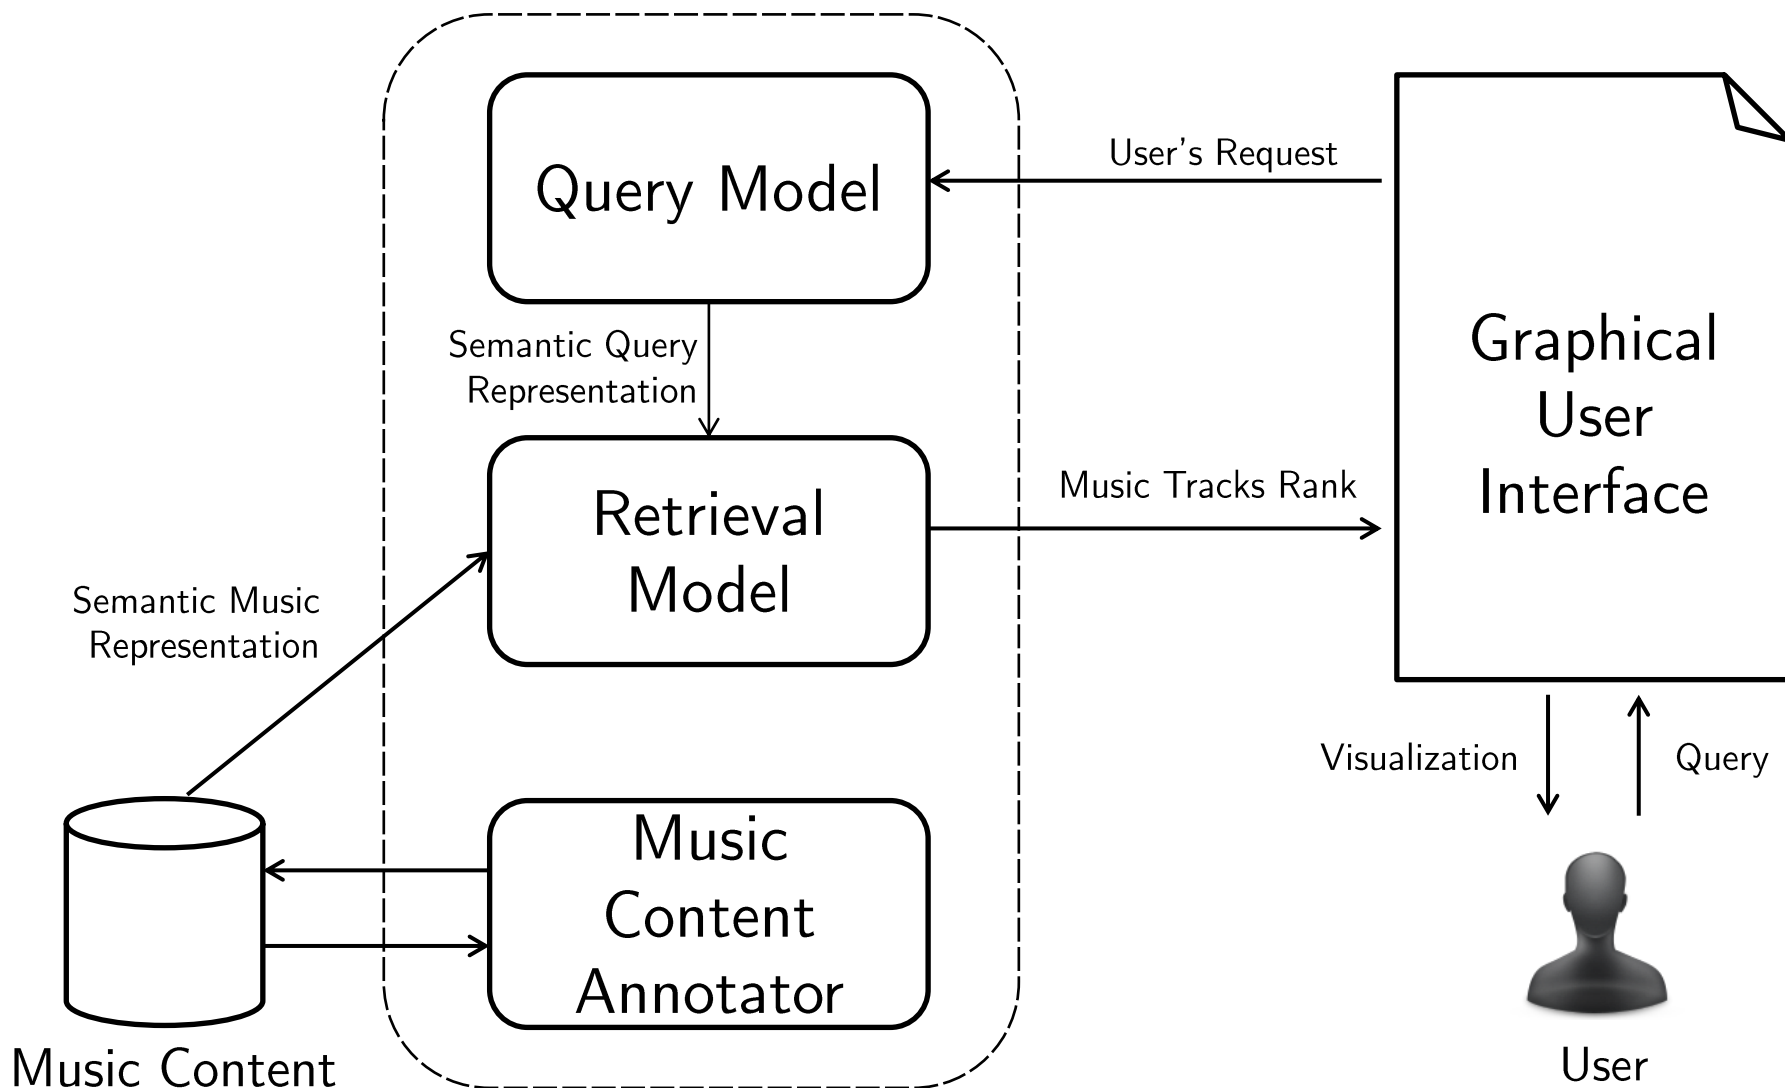 Query Model
User's Request
Semantic Query
Representation
Graphical
User
Interface
Retrieval
Model
Music Tracks Rank
Semantic Music
Representation
Visualization
Query
Music
Content
Annotator
Music Content
User